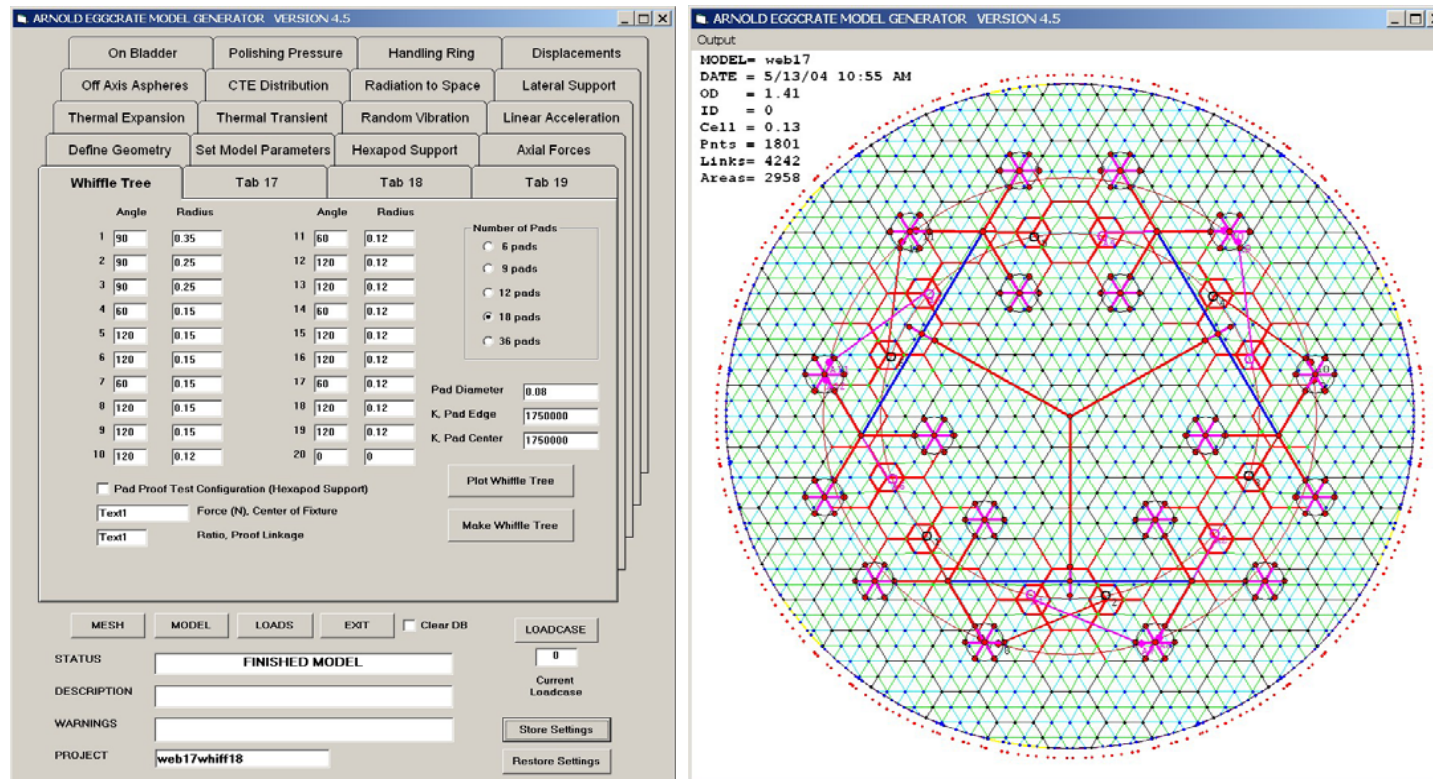 ARNOLD EGGCRATE MODEL GENERATOR VERSION 4.5
On Bladder Polishing Pressure Handling Ring Displacements
Off Axis Aspheres CTE Distribution Radiation to Space Lateral Support
Thermal Expansion Thermal Transient Random Vibration Linear Acceleration
Define Geometry Set Model Parameters Hexapod Support Axial Forces
Whiffle Tree Tab 17 Tab 18 Tab 19
Angle Radius Angle Radius
1 90 0.35 11 60 0.12
2 90 0.25 12 120 0.12
3 90 0.25 13 120 0.12
4 60 0.15 14 60 0.12
5 120 0.15 15 120 0.12
6 120 0.15 16 120 0.12
7 60 0.15 17 60 0.12
8 120 0.15 18 120 0.12
9 120 0.15 19 120 0.12
10 120 0.12 20 0 0
Number of Pads
6 pads
9 pads
12 pads
18 pads
36 pads
Pad Diameter 0.08
K, Pad Edge 1750000
K, Pad Center 1750000
Plot Whiffle Tree
Make Whiffle Tree
Pad Proof Test Configuration (Hexapod Support)
Text1 Force (N), Center of Fixture
Text1 Ratio, Proof Linkage
MESH MODEL LOADS EXIT Clear DB LOADCASE
0
Current
Loadcase
STATUS FINISHED MODEL
DESCRIPTION
WARNINGS
Store Settings
PROJECT web17whiff18
Restore Settings
ARNOLD EGGCRATE MODEL GENERATOR VERSION 4.5
Output
MODEL= web17
DATE = 5/13/04 10:55 AM
OD = 1.41
ID = 0
Cell = 0.13
Pnts = 1801
Links= 4242
Areas= 2958